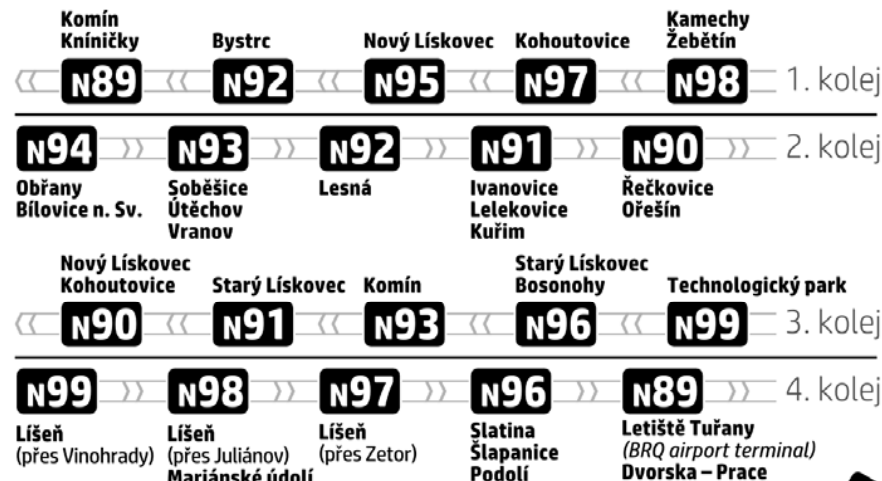 Komín
Kníničky
Bystrc
Nový Lískovec
Kohoutovice
Kamechy
Žebětín
N89 N92 N95 N97 N98 1. kolej
N94 N93 N92 N91 N90 2. kolej
Obřany
Bílovice n. Sv.
Soběšice
Útěchov
Vranov
Lesná
Ivanovice
Lelekovice
Kuřim
Řečkovice
Ořešín
Nový Lískovec
Kohoutovice
Starý Lískovec
Komín
Starý Lískovec
Bosonohy
Technologický park
N90 N91 N93 N96 N99 3. kolej
N99 N98 N97 N96 N89 4. kolej
Líšeň
(přes Vinohrady)
Líšeň
(přes Juliánov)
Mariánské údolí
Líšeň
(přes Zetor)
Slatina
Šlapanice
Podolí
Letiště Tuřany
(BRQ airport terminal)
Dvorska – Prace